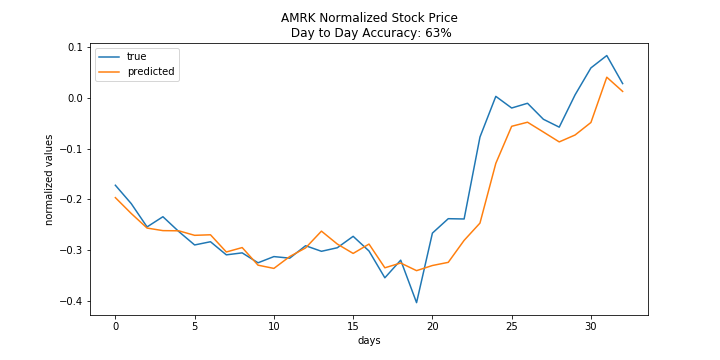 AMRK Normalized Stock Price
Day to Day Accuracy: 63%
true
predicted
normalized values
0.1
0.0
−0.1
−0.2
−0.3
−0.4
0 5 10 15 20 25 30
days